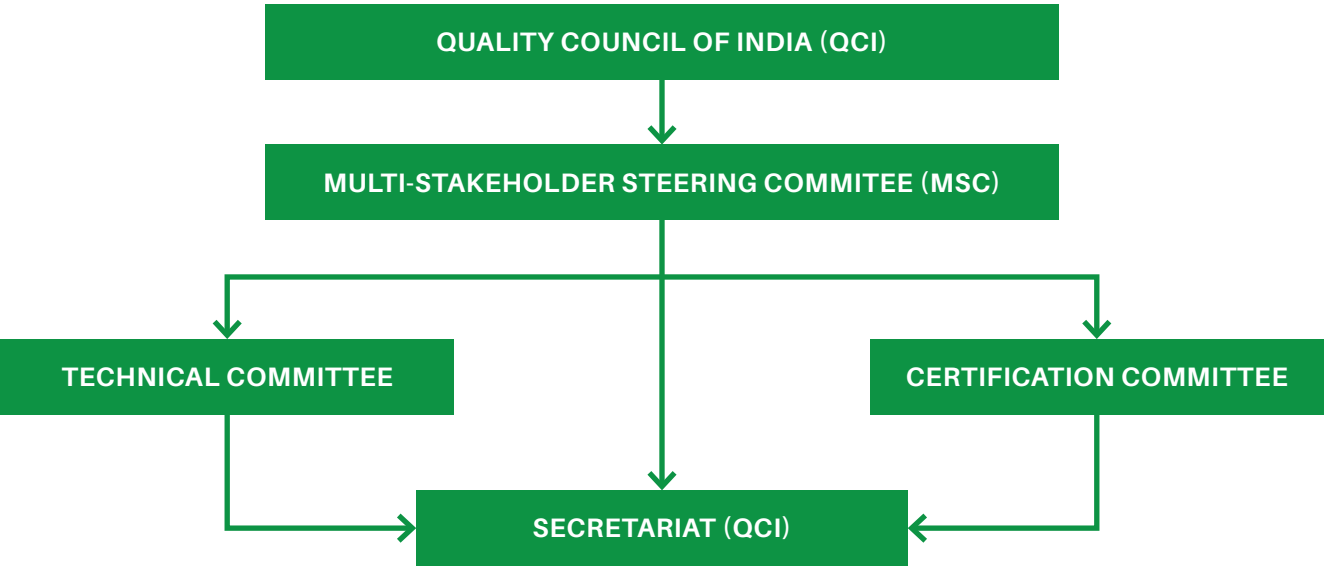 QUALITY COUNCIL OF INDIA (QCI)
MULTI-STAKEHOLDER STEERING COMMITEE (MSC)
TECHNICAL COMMITTEE
CERTIFICATION COMMITTEE
SECRETARIAT (QCI)